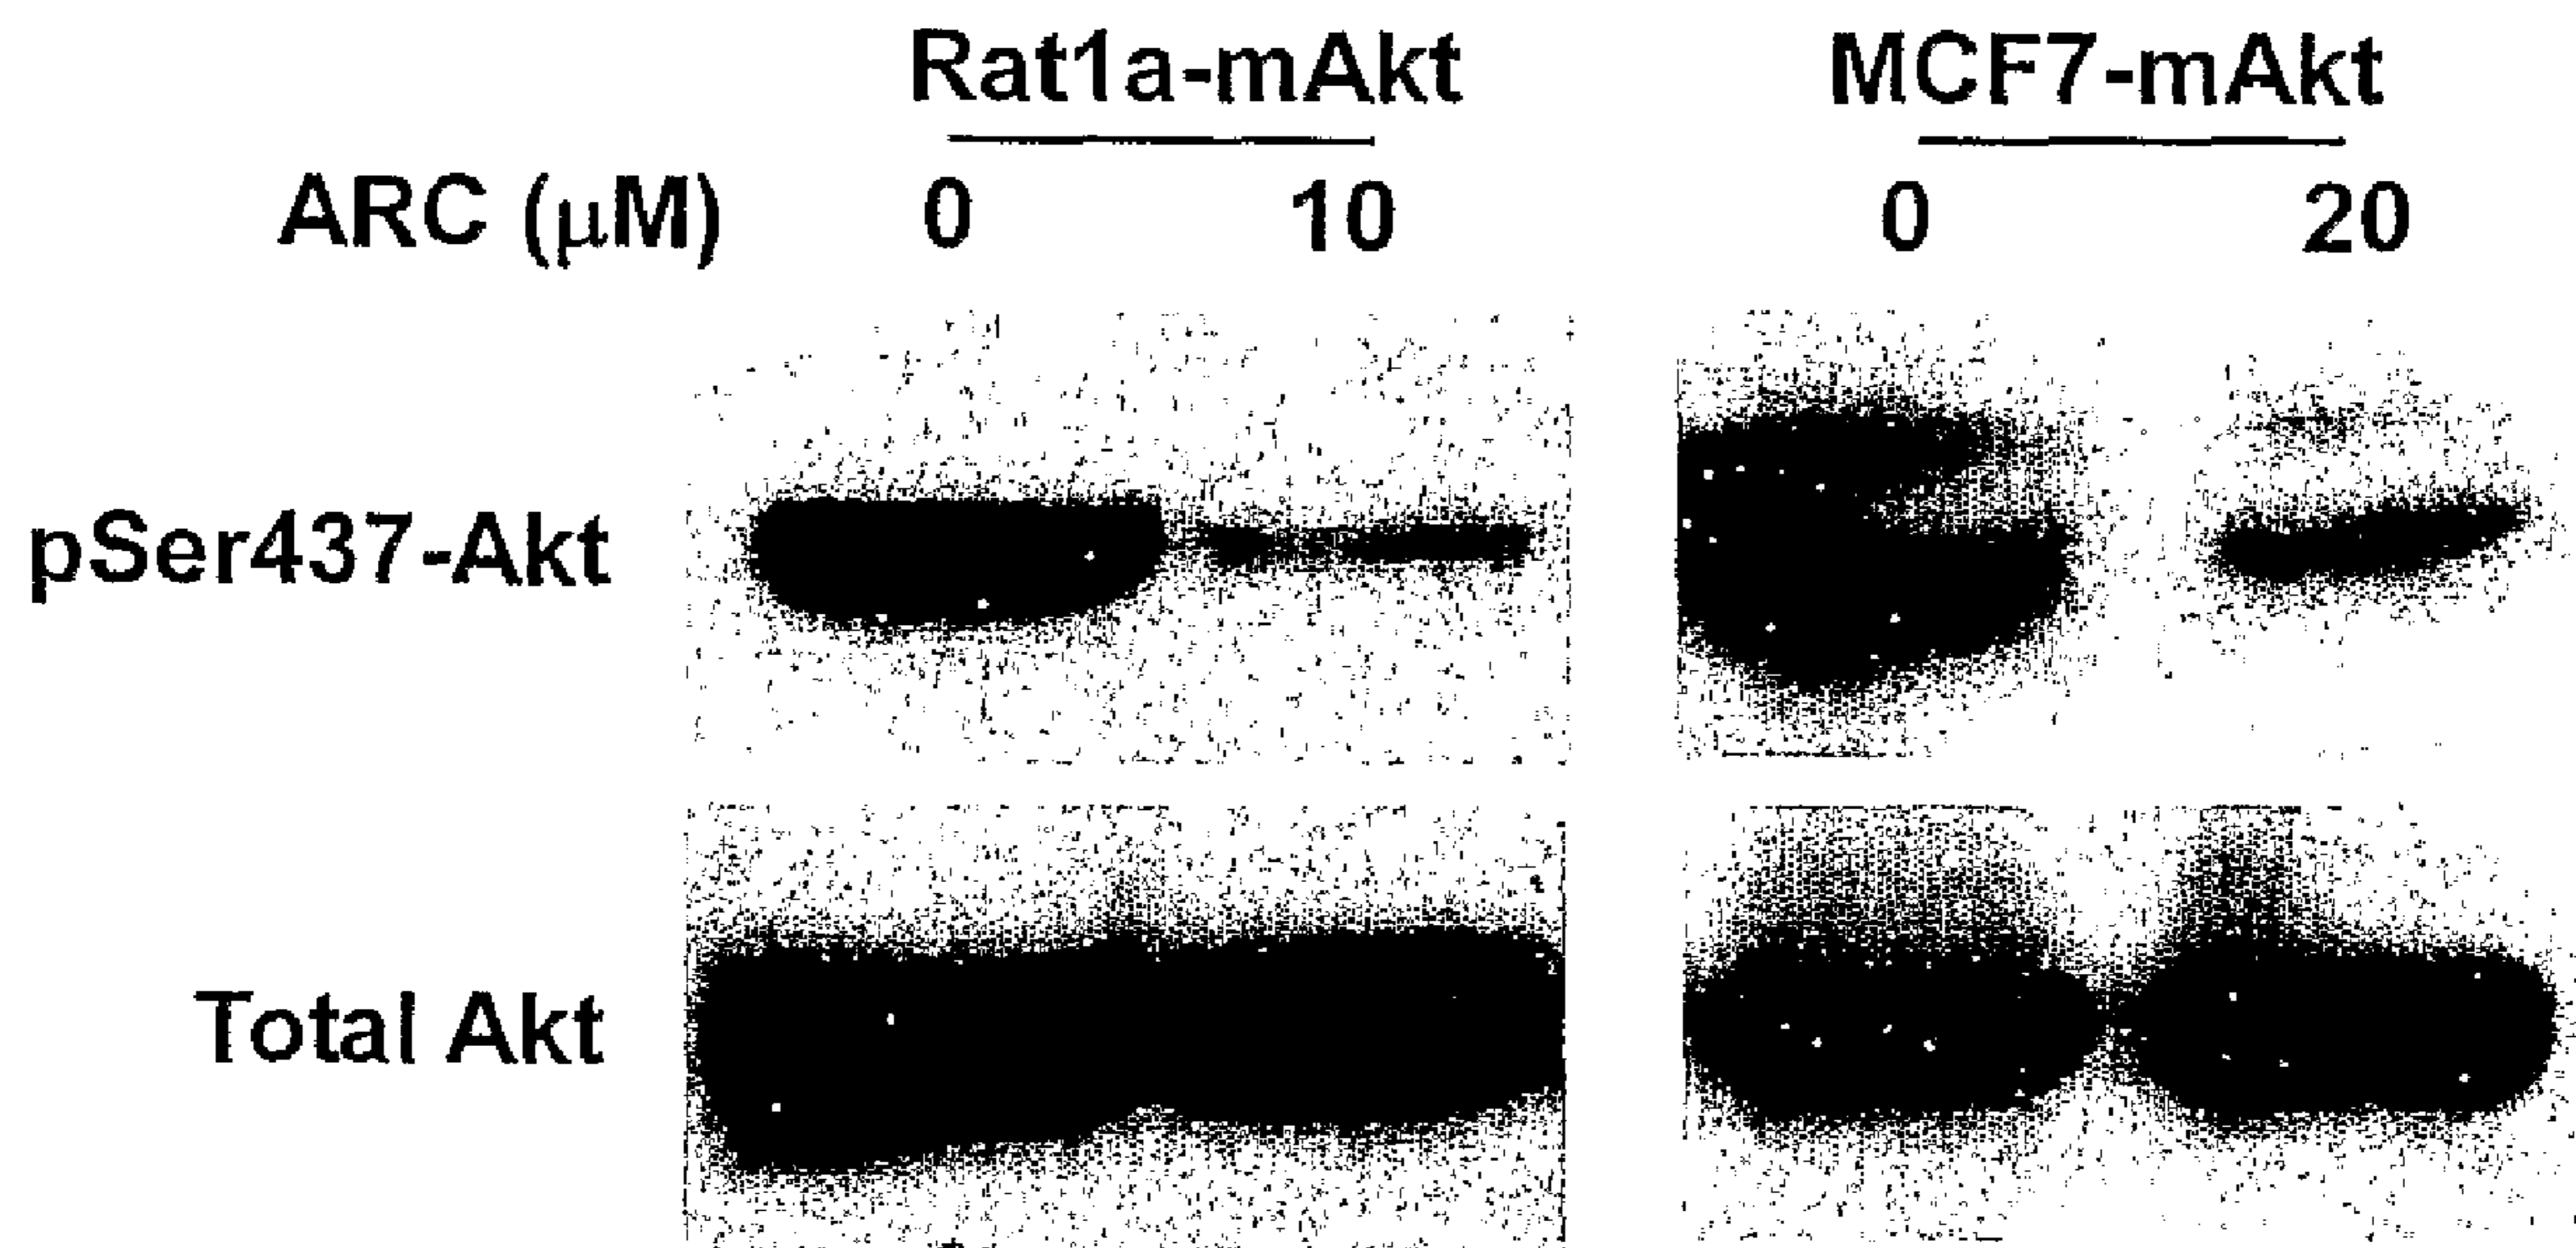 Rat1a-mAkt MCF7-mAkt
ARC (μM) 0 10 0 20
pSer437-Akt
Total Akt